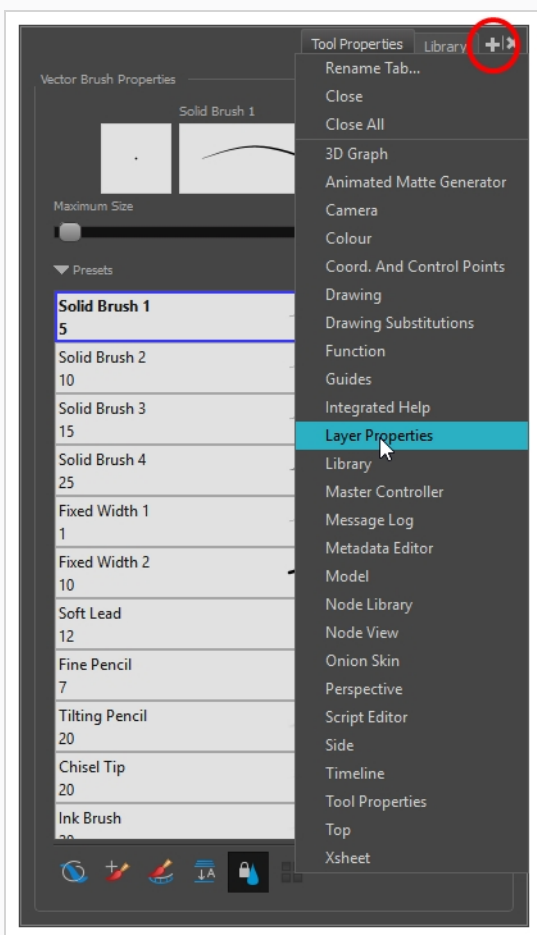 Tool Properties
Library
Vector Brush Properties
Solid Brush 1
Maximum Size
Presets
Solid Brush 1
5
Solid Brush 2
10
Solid Brush 3
15
Solid Brush 4
25
Fixed Width 1
1
Fixed Width 2
10
Soft Lead
12
Fine Pencil
7
Tilting Pencil
20
Chisel Tip
20
Ink Brush
Rename Tab...
Close
Close All
3D Graph
Animated Matte Generator
Camera
Colour
Coord. And Control Points
Drawing
Drawing Substitutions
Function
Guides
Integrated Help
Layer Properties
Library
Master Controller
Message Log
Metadata Editor
Model
Node Library
Node View
Onion Skin
Perspective
Script Editor
Side
Timeline
Tool Properties
Top
Xsheet